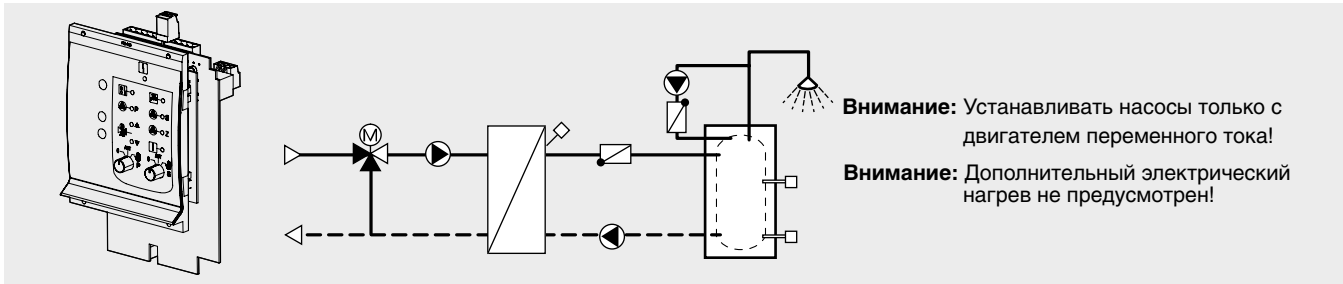 M
Внимание: Устанавливать насосы только с
двигателем переменного тока!
Внимание: Дополнительный электрический
нагрев не предусмотрен!